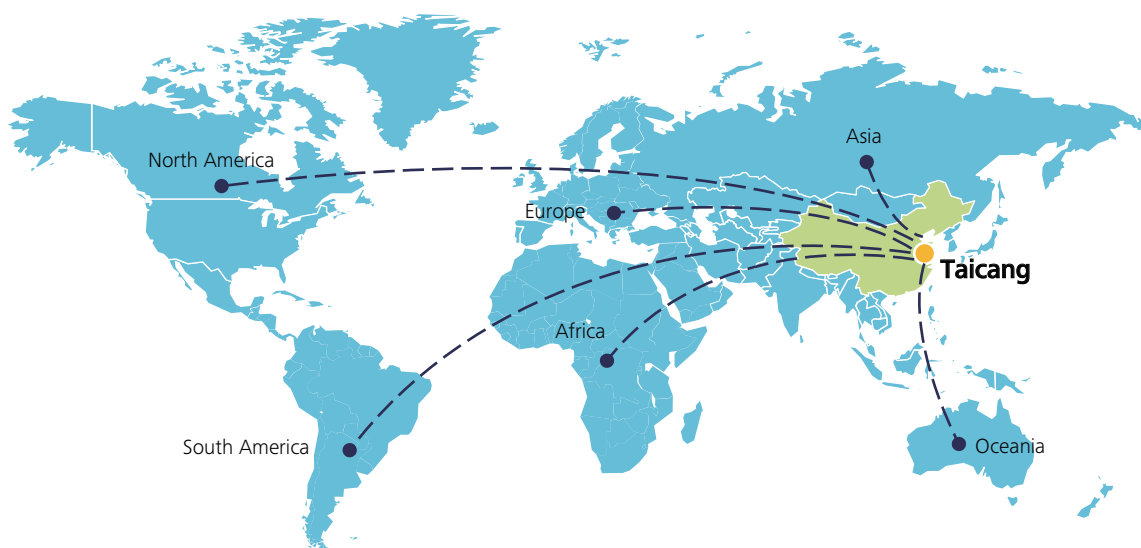 Asia
North America
Europe
Taicang
Africa
South America
Oceania